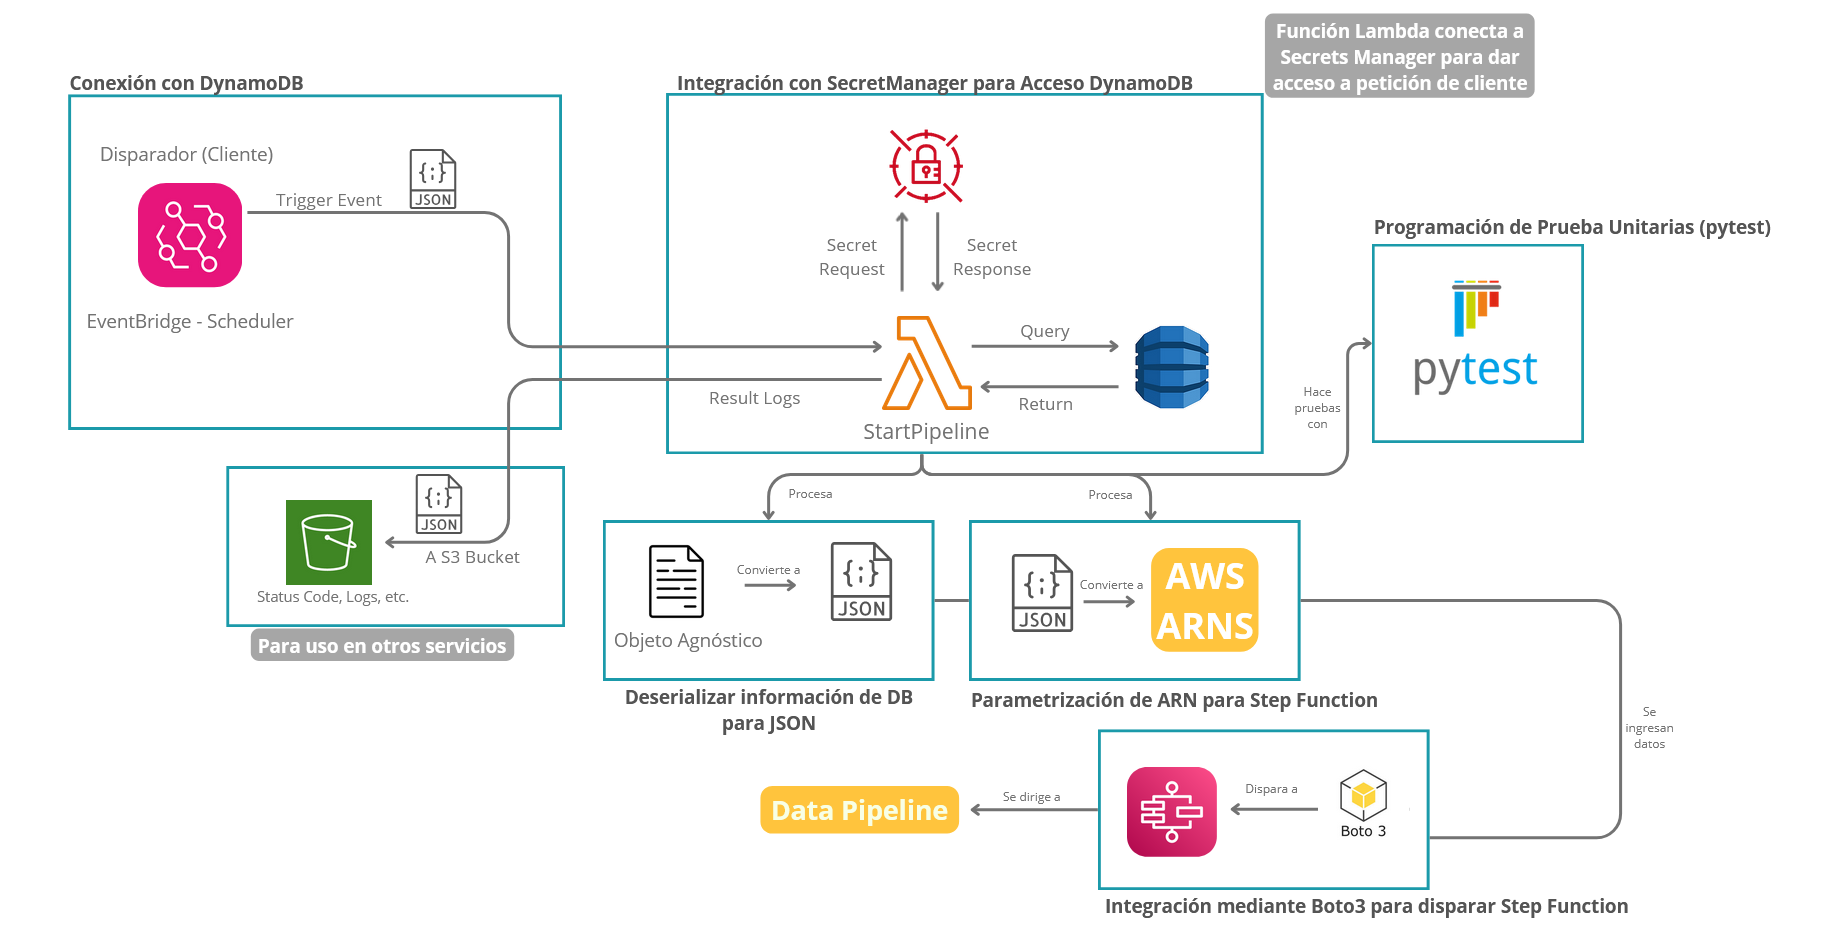 Función Lambda conecta a
Secrets Manager para dar
acceso a petición de cliente
Conexión con DynamoDB
Disparador (Cliente)
Trigger Event
{;}
JSON
EventBridge - Scheduler
Integración con SecretManager para Acceso DynamoDB
Secret
Request
Secret
Response
Query
Return
Result Logs
StartPipeline
Programación de Prueba Unitarias (pytest)
pytest
Hace
pruebas
con
{;}
JSON
A S3 Bucket
Status Code, Logs, etc.
Para uso en otros servicios
Procesa
Procesa
Convierte a
{;}
JSON
Objeto Agnóstico
Deserializar información de DB
para JSON
{;}
JSON
Convierte a
AWS
ARNS
Parametrización de ARN para Step Function
Se
ingresan
datos
Data Pipeline
Se dirige a
Dispara a
Boto 3
Integración mediante Boto3 para disparar Step Function